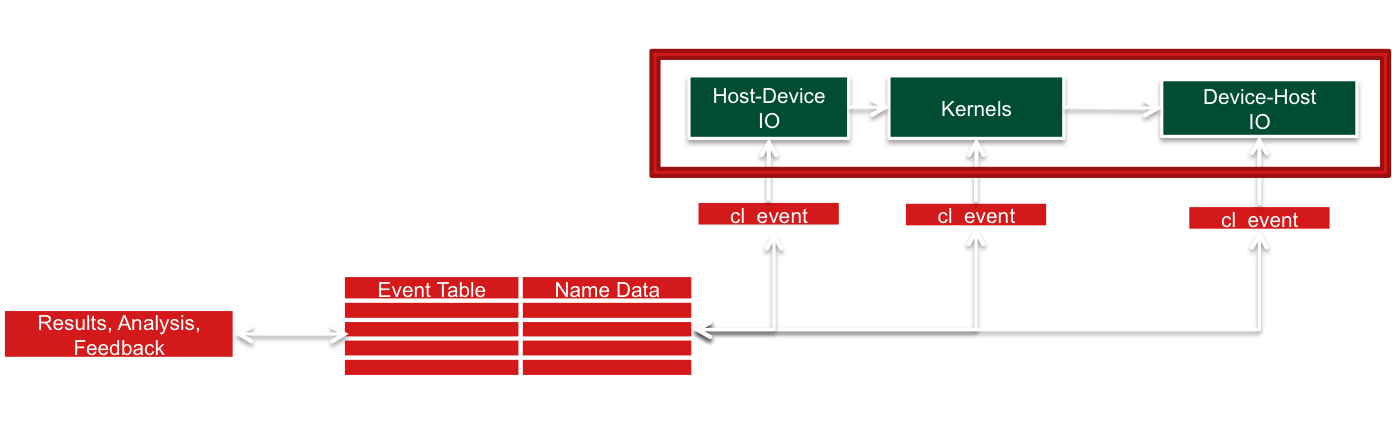 Host-Device
IO
Kernels
Device-Host
IO
cl_event
cl_event
cl_event
Event Table
Name Data
Results, Analysis,
Feedback